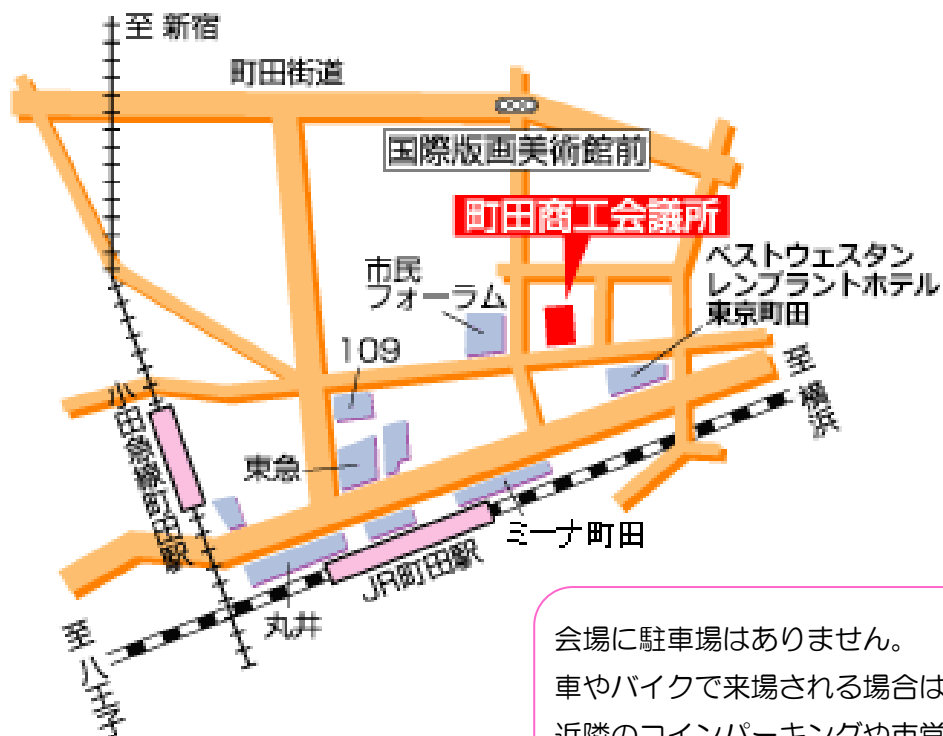 至 新宿
町田街道
国際版画美術館前
町田商工会議所
ベストウェスタン
レンブラントホテル
東京町田
市民
フォーラム
109
東急
小田急線町田駅
至
横浜
ミーナ町田
JR町田駅
丸井
至
八王子
会場に駐車場はありません。
車やバイクで来場される場合は